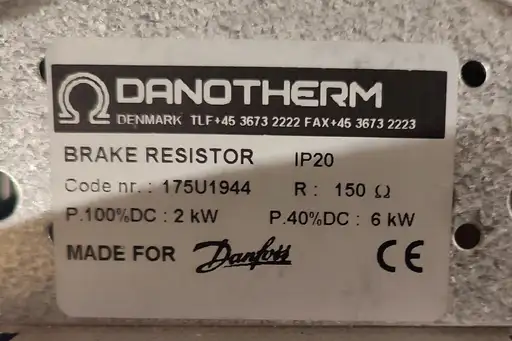 DANOTHERM
DENMARK TLF+45 3673 2222 FAX+45 3673 2223
BRAKE RESISTOR IP20
Code nr. : 175U1944 R : 150 Ω
P.100%DC : 2 kW P.40%DC : 6 kW
MADE FOR Danfoss CE